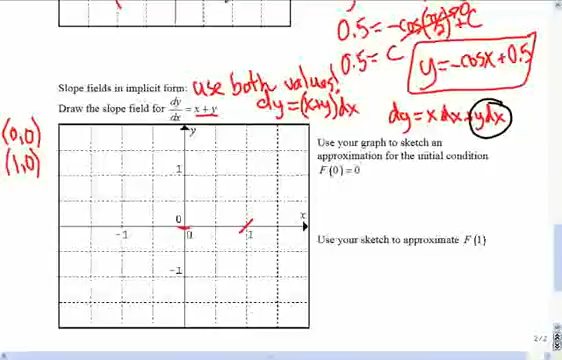 0.5 = -cos(π/2) + C
0.5 = C
y = -cosx + 0.5
Slope fields in implicit form: use both values!
Draw the slope field for dy/dx = x + y
dy = (x+y)dx
dy = x dx + y dx
(0,0)
(1,0)
y
1
0
x
-1
0
1
-1
Use your graph to sketch an
approximation for the initial condition
F(0) = 0
Use your sketch to approximate F(1)
2 / 2